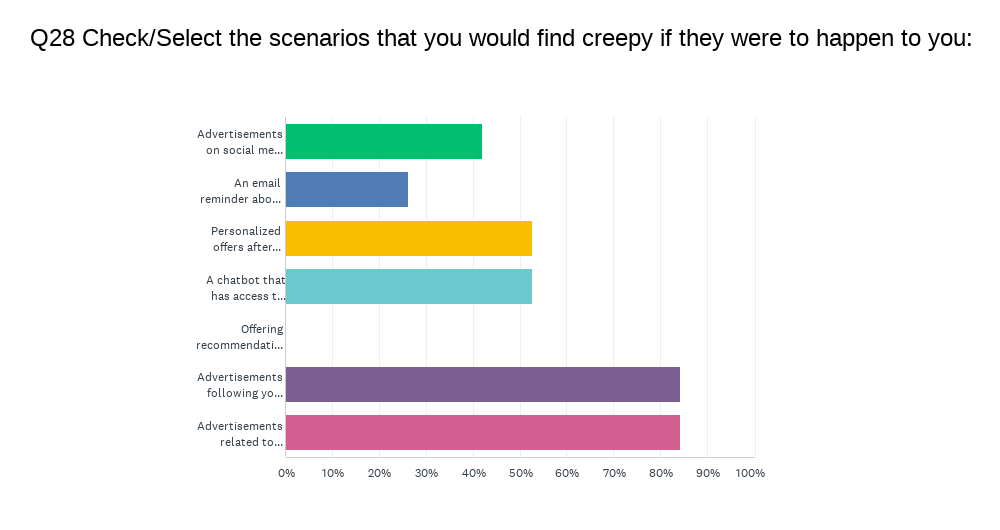 Q28 Check/Select the scenarios that you would find creepy if they were to happen to you:
Advertisements
on social me...
An email
reminder abo...
Personalized
offers after...
A chatbot that
has access t...
Offering
recommendati...
Advertisements
following yo...
Advertisements
related to...
0% 10% 20% 30% 40% 50% 60% 70% 80% 90% 100%